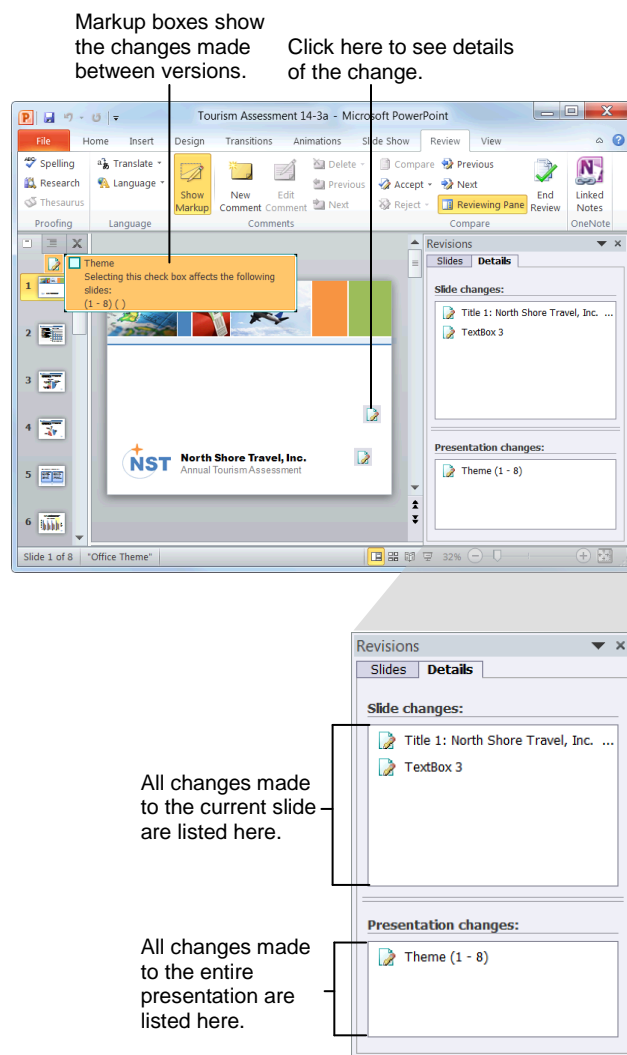 Markup boxes show
the changes made
between versions.
Click here to see details
of the change.
Tourism Assessment 14-3a - Microsoft PowerPoint
File Home Insert Design Transitions Animations Slide Show Review View
Spelling
Research
Thesaurus
Proofing
Translate
Language
Language
Show
Markup
New
Comment
Edit
Comment
Delete
Previous
Next
Comments
Compare
Accept
Reject
Previous
Next
Reviewing Pane
End
Review
Compare
Linked
Notes
OneNote
Theme
Selecting this check box affects the following
slides:
(1 - 8) ( )
1
2
3
4
5
6
NST
North Shore Travel, Inc.
Annual Tourism Assessment
Revisions
Slides Details
Slide changes:
Title 1: North Shore Travel, Inc. ...
TextBox 3
Presentation changes:
Theme (1 - 8)
Slide 1 of 8 "Office Theme" 32%
Revisions
Slides Details
Slide changes:
Title 1: North Shore Travel, Inc. ...
TextBox 3
All changes made
to the current slide
are listed here.
Presentation changes:
Theme (1 - 8)
All changes made
to the entire
presentation are
listed here.